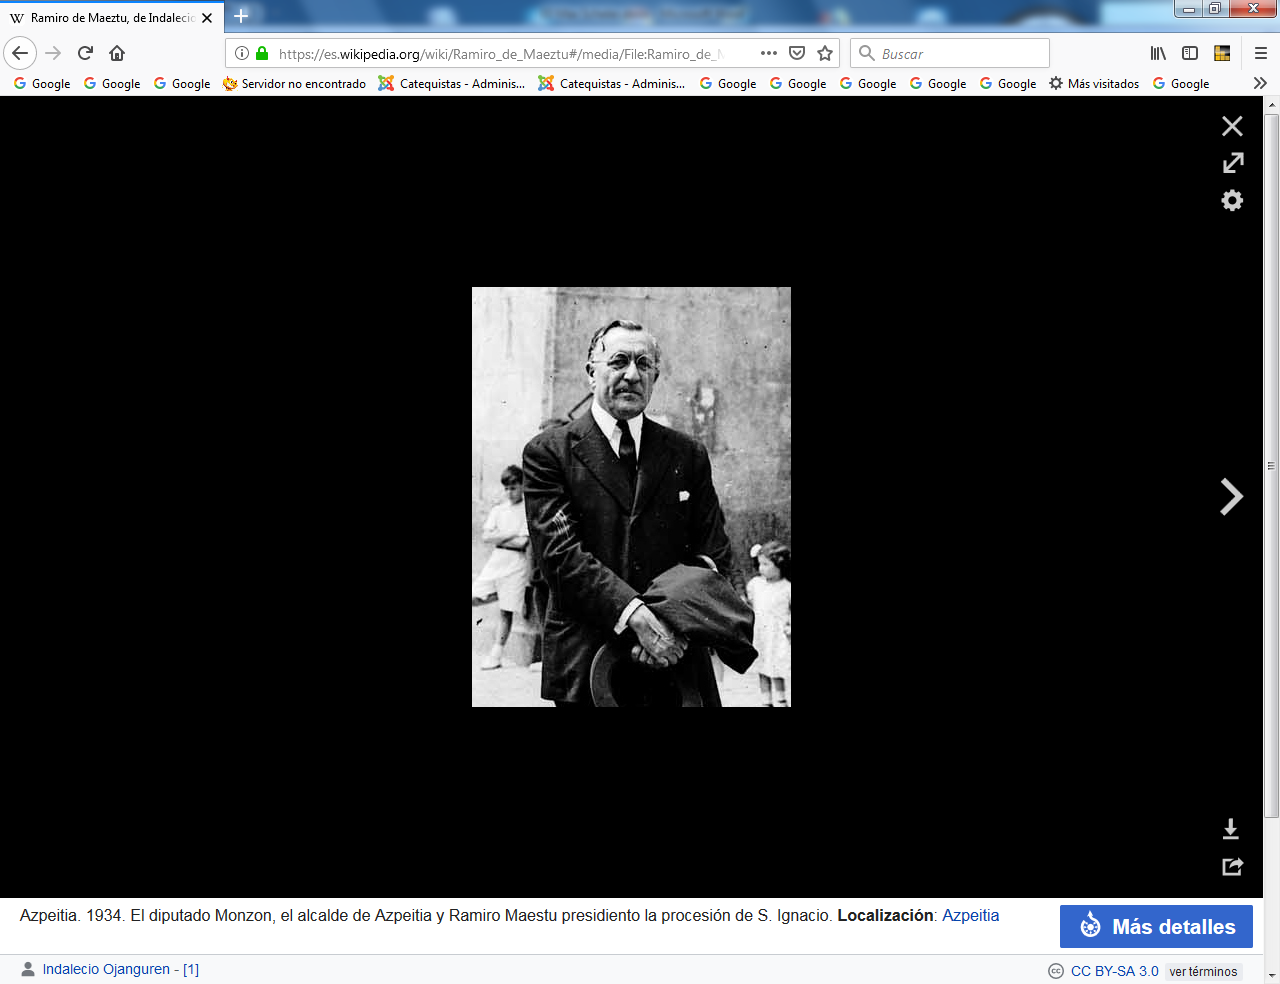 Ramiro de Maeztu, de Indalecio
https://es.wikipedia.org/wiki/Ramiro_de_Maeztu#/media/File:Ramiro_de_M
Buscar
Google Google Google Servidor no encontrado Catequistas - Adminis... Catequistas - Adminis... Google Google Google Google Google Más visitados Google
Azpeitia. 1934. El diputado Monzon, el alcalde de Azpeitia y Ramiro Maestu presidiento la procesión de S. Ignacio. Localización: Azpeitia
Más detalles
Indalecio Ojanguren - [1]
CC BY-SA 3.0 ver términos